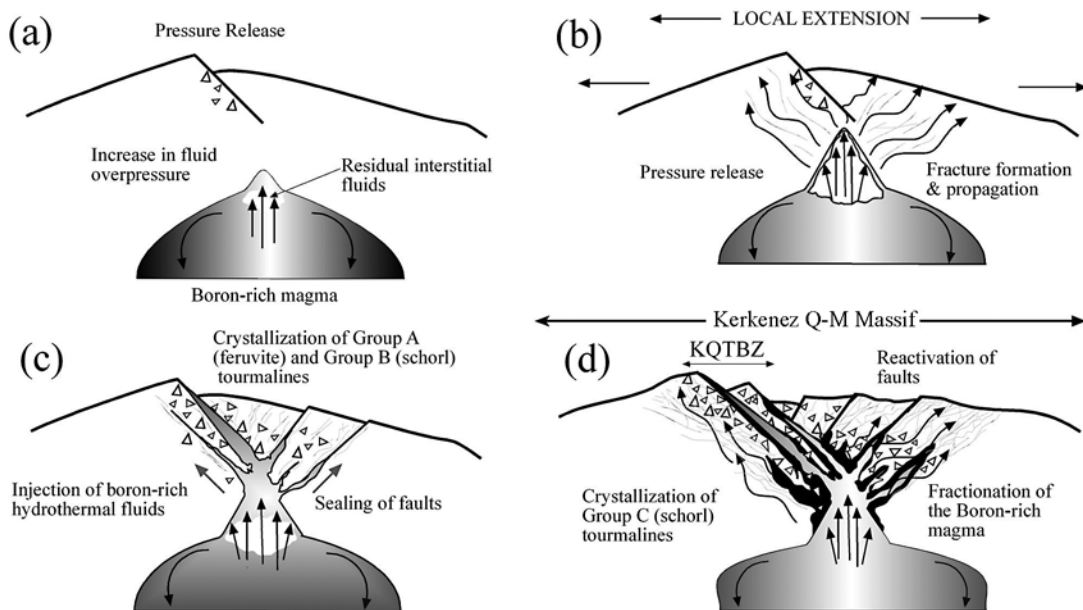 (a)
Pressure Release
Increase in fluid
overpressure
Residual interstitial
fluids
Boron-rich magma
(b)
LOCAL EXTENSION
Pressure release
Fracture formation
& propagation
(c)
Crystallization of Group A
(feruvite) and Group B (schorl)
tourmalines
Injection of boron-rich
hydrothermal fluids
Sealing of faults
(d)
Kerkenez Q-M Massif
KQTBZ
Reactivation of
faults
Crystallization of
Group C (schorl)
tourmalines
Fractionation of
the Boron-rich
magma